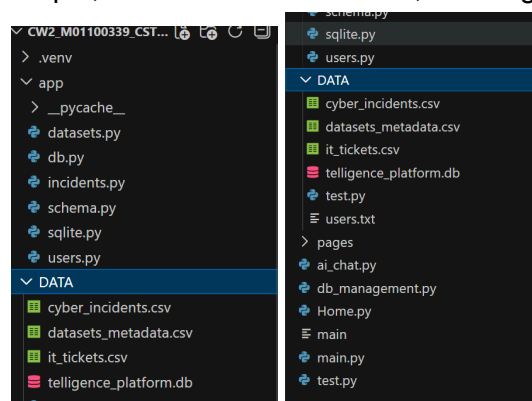 CW2_M01100339_CST...
.venv
app
__pycache__
datasets.py
db.py
incidents.py
schema.py
sqlite.py
users.py
DATA
cyber_incidents.csv
datasets_metadata.csv
it_tickets.csv
telligence_platform.db
schema.py
sqlite.py
users.py
DATA
cyber_incidents.csv
datasets_metadata.csv
it_tickets.csv
telligence_platform.db
test.py
users.txt
pages
ai_chat.py
db_management.py
Home.py
main
main.py
test.py